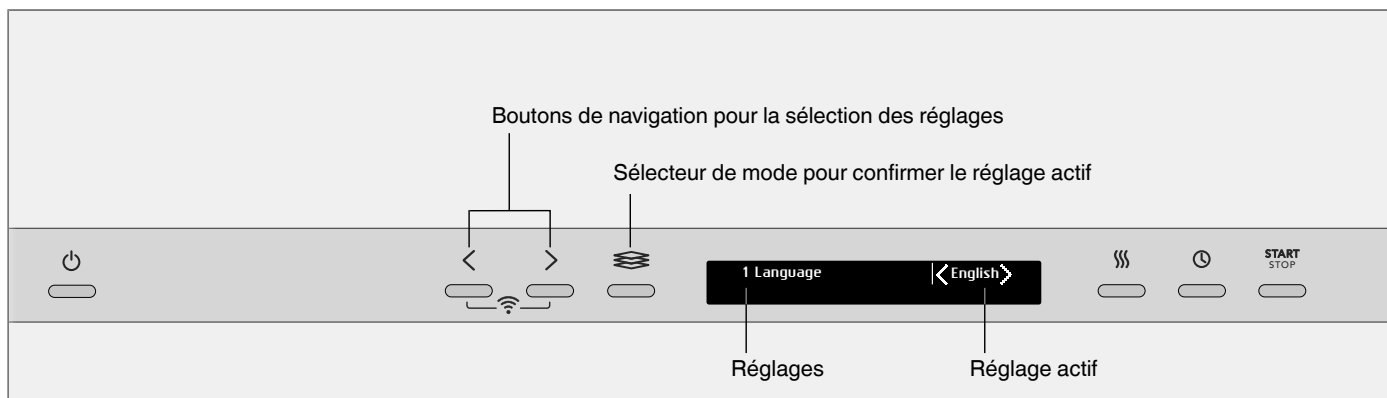 Boutons de navigation pour la sélection des réglages
Sélecteur de mode pour confirmer le réglage actif
1 Language
English
START
STOP
Réglages
Réglage actif